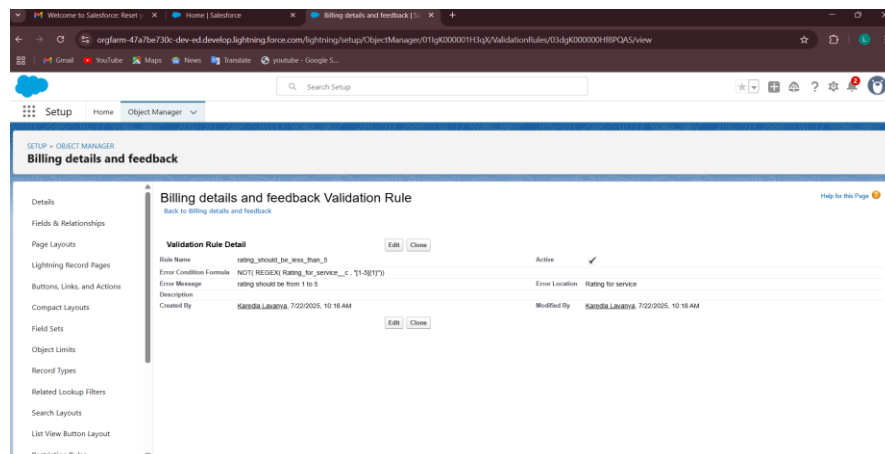 Welcome to Salesforce: Reset y
Home | Salesforce
Billing details and feedback | Sa
orgfarm-47a7be730c-dev-ed.develop.lightning.force.com/lightning/setup/ObjectManager/01IgK000001H3qX/ValidationRules/03dgK000000HfBPQAS/view
Gmail YouTube Maps News Translate youtube - Google S...
Search Setup
Setup Home Object Manager
SETUP > OBJECT MANAGER
Billing details and feedback
Details
Fields & Relationships
Page Layouts
Lightning Record Pages
Buttons, Links, and Actions
Compact Layouts
Field Sets
Object Limits
Record Types
Related Lookup Filters
Search Layouts
List View Button Layout
Restriction Rules
Billing details and feedback Validation Rule
Help for this Page
Back to Billing details and feedback
Validation Rule Detail Edit Clone
Rule Name rating_should_be_less_than_5 Active
Error Condition Formula NOT( REGEX( Rating_for_service__c , "[1-5]{1}"))
Error Message rating should be from 1 to 5 Error Location Rating for service
Description
Created By Karedia Lavanya, 7/22/2025, 10:18 AM Modified By Karedia Lavanya, 7/22/2025, 10:18 AM
Edit Clone